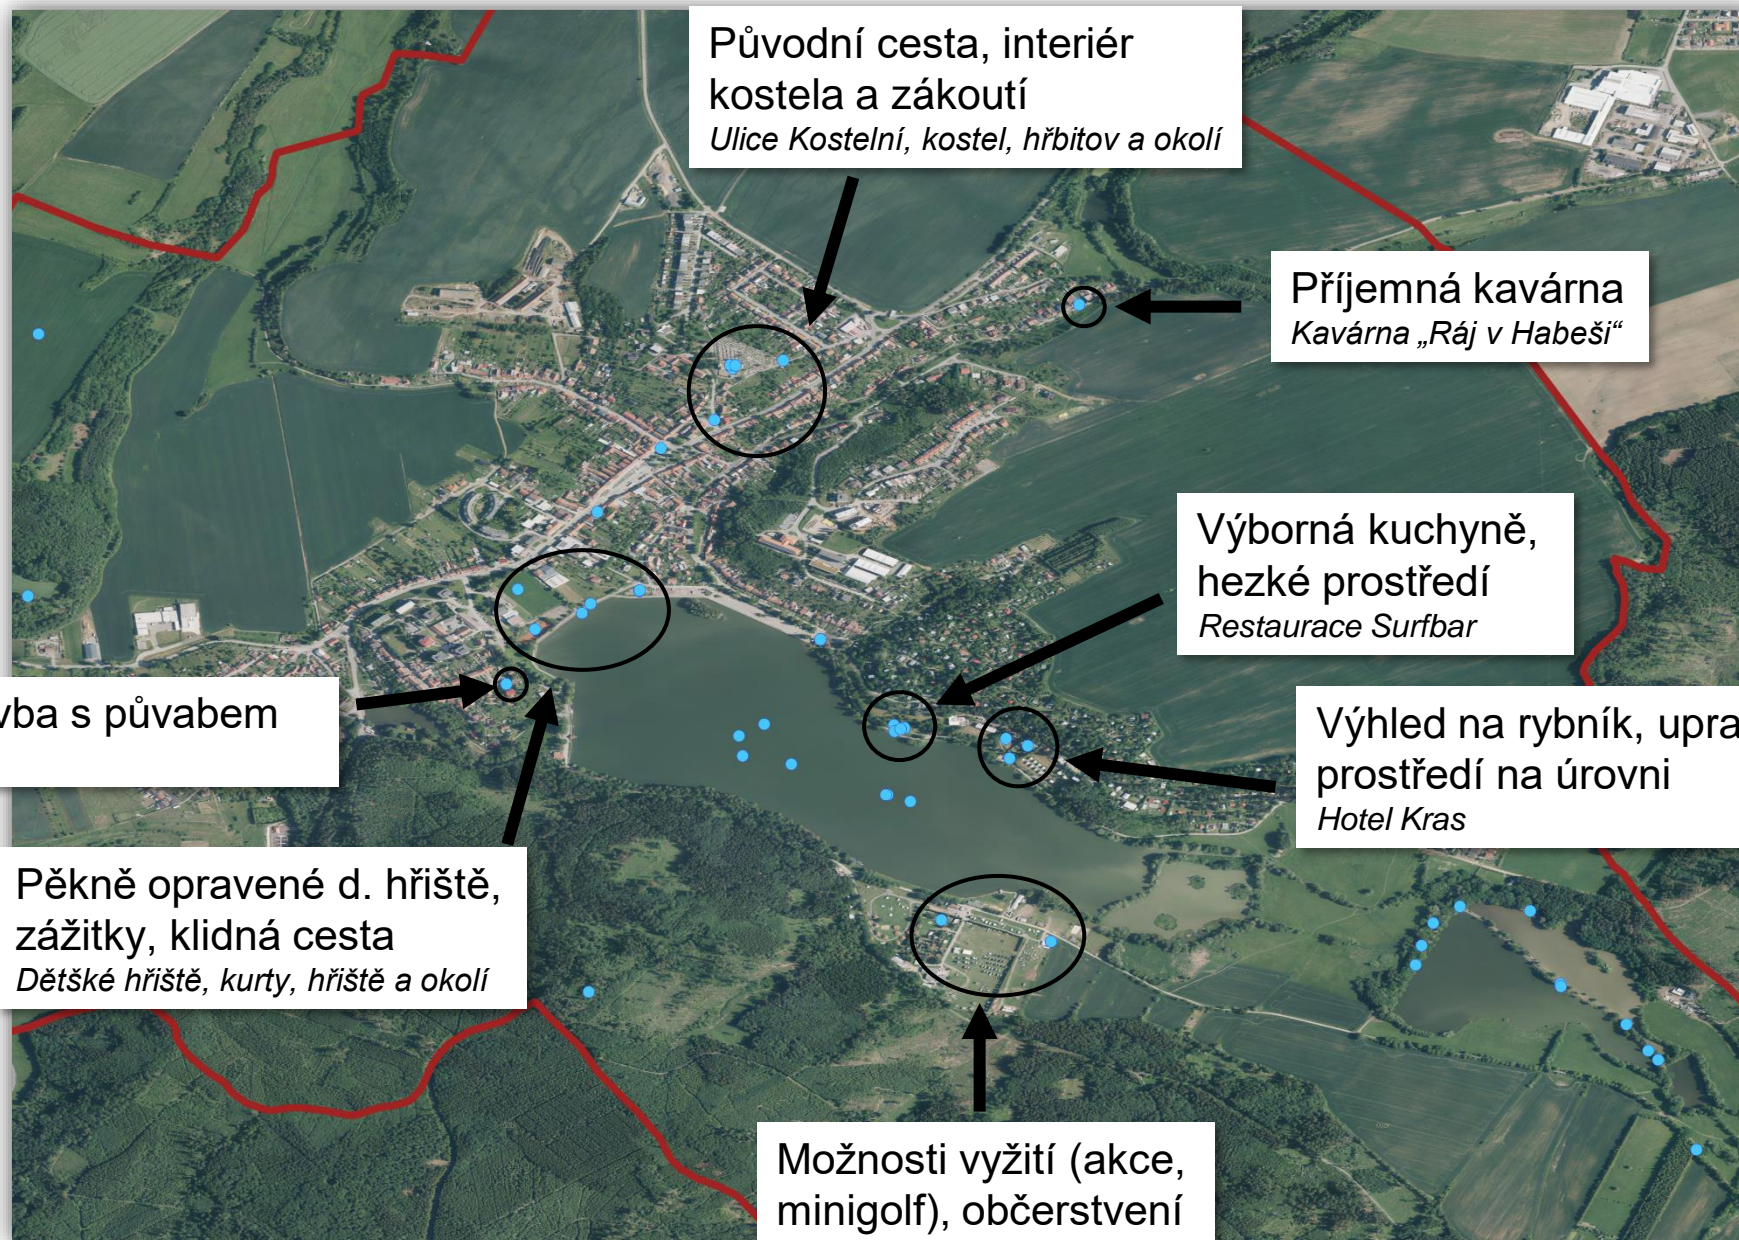 Původní cesta, interiér
kostela a zákoutí
Ulice Kostelní, kostel, hřbitov a okolí
Příjemná kavárna
Kavárna „Ráj v Habeši“
Výborná kuchyně,
hezké prostředí
Restaurace Surfbar
vba s půvabem
Výhled na rybník, upra
prostředí na úrovni
Hotel Kras
Pěkně opravené d. hřiště,
zážitky, klidná cesta
Dětšké hřiště, kurty, hřiště a okolí
Možnosti vyžití (akce,
minigolf), občerstvení